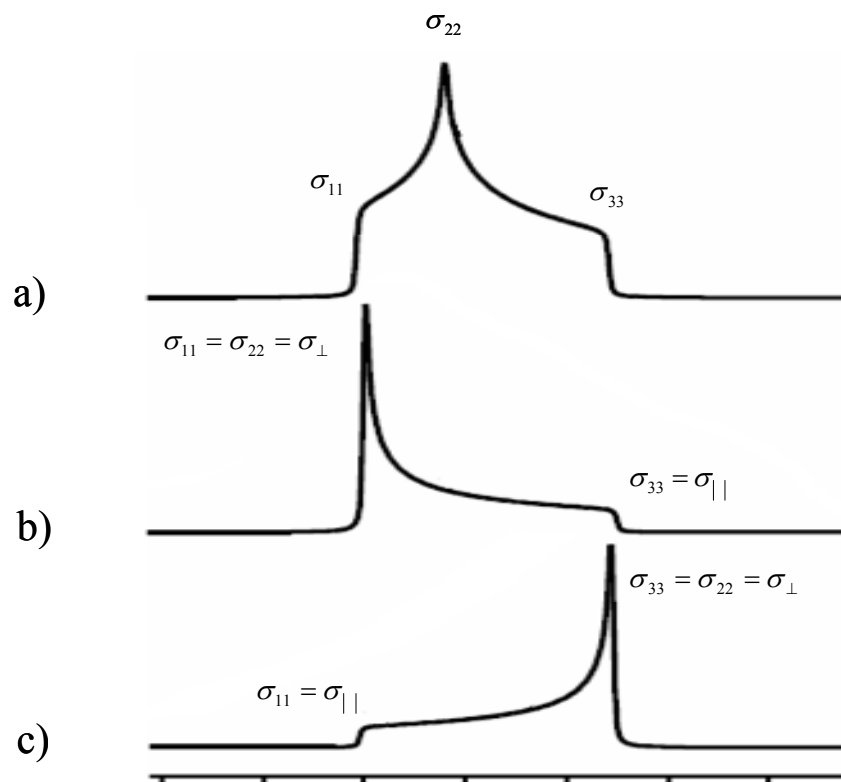 σ₂₂
σ₁₁
σ₃₃
a)
σ₁₁ = σ₂₂ = σ⊥
σ₃₃ = σ||
b)
σ₃₃ = σ₂₂ = σ⊥
σ₁₁ = σ||
c)